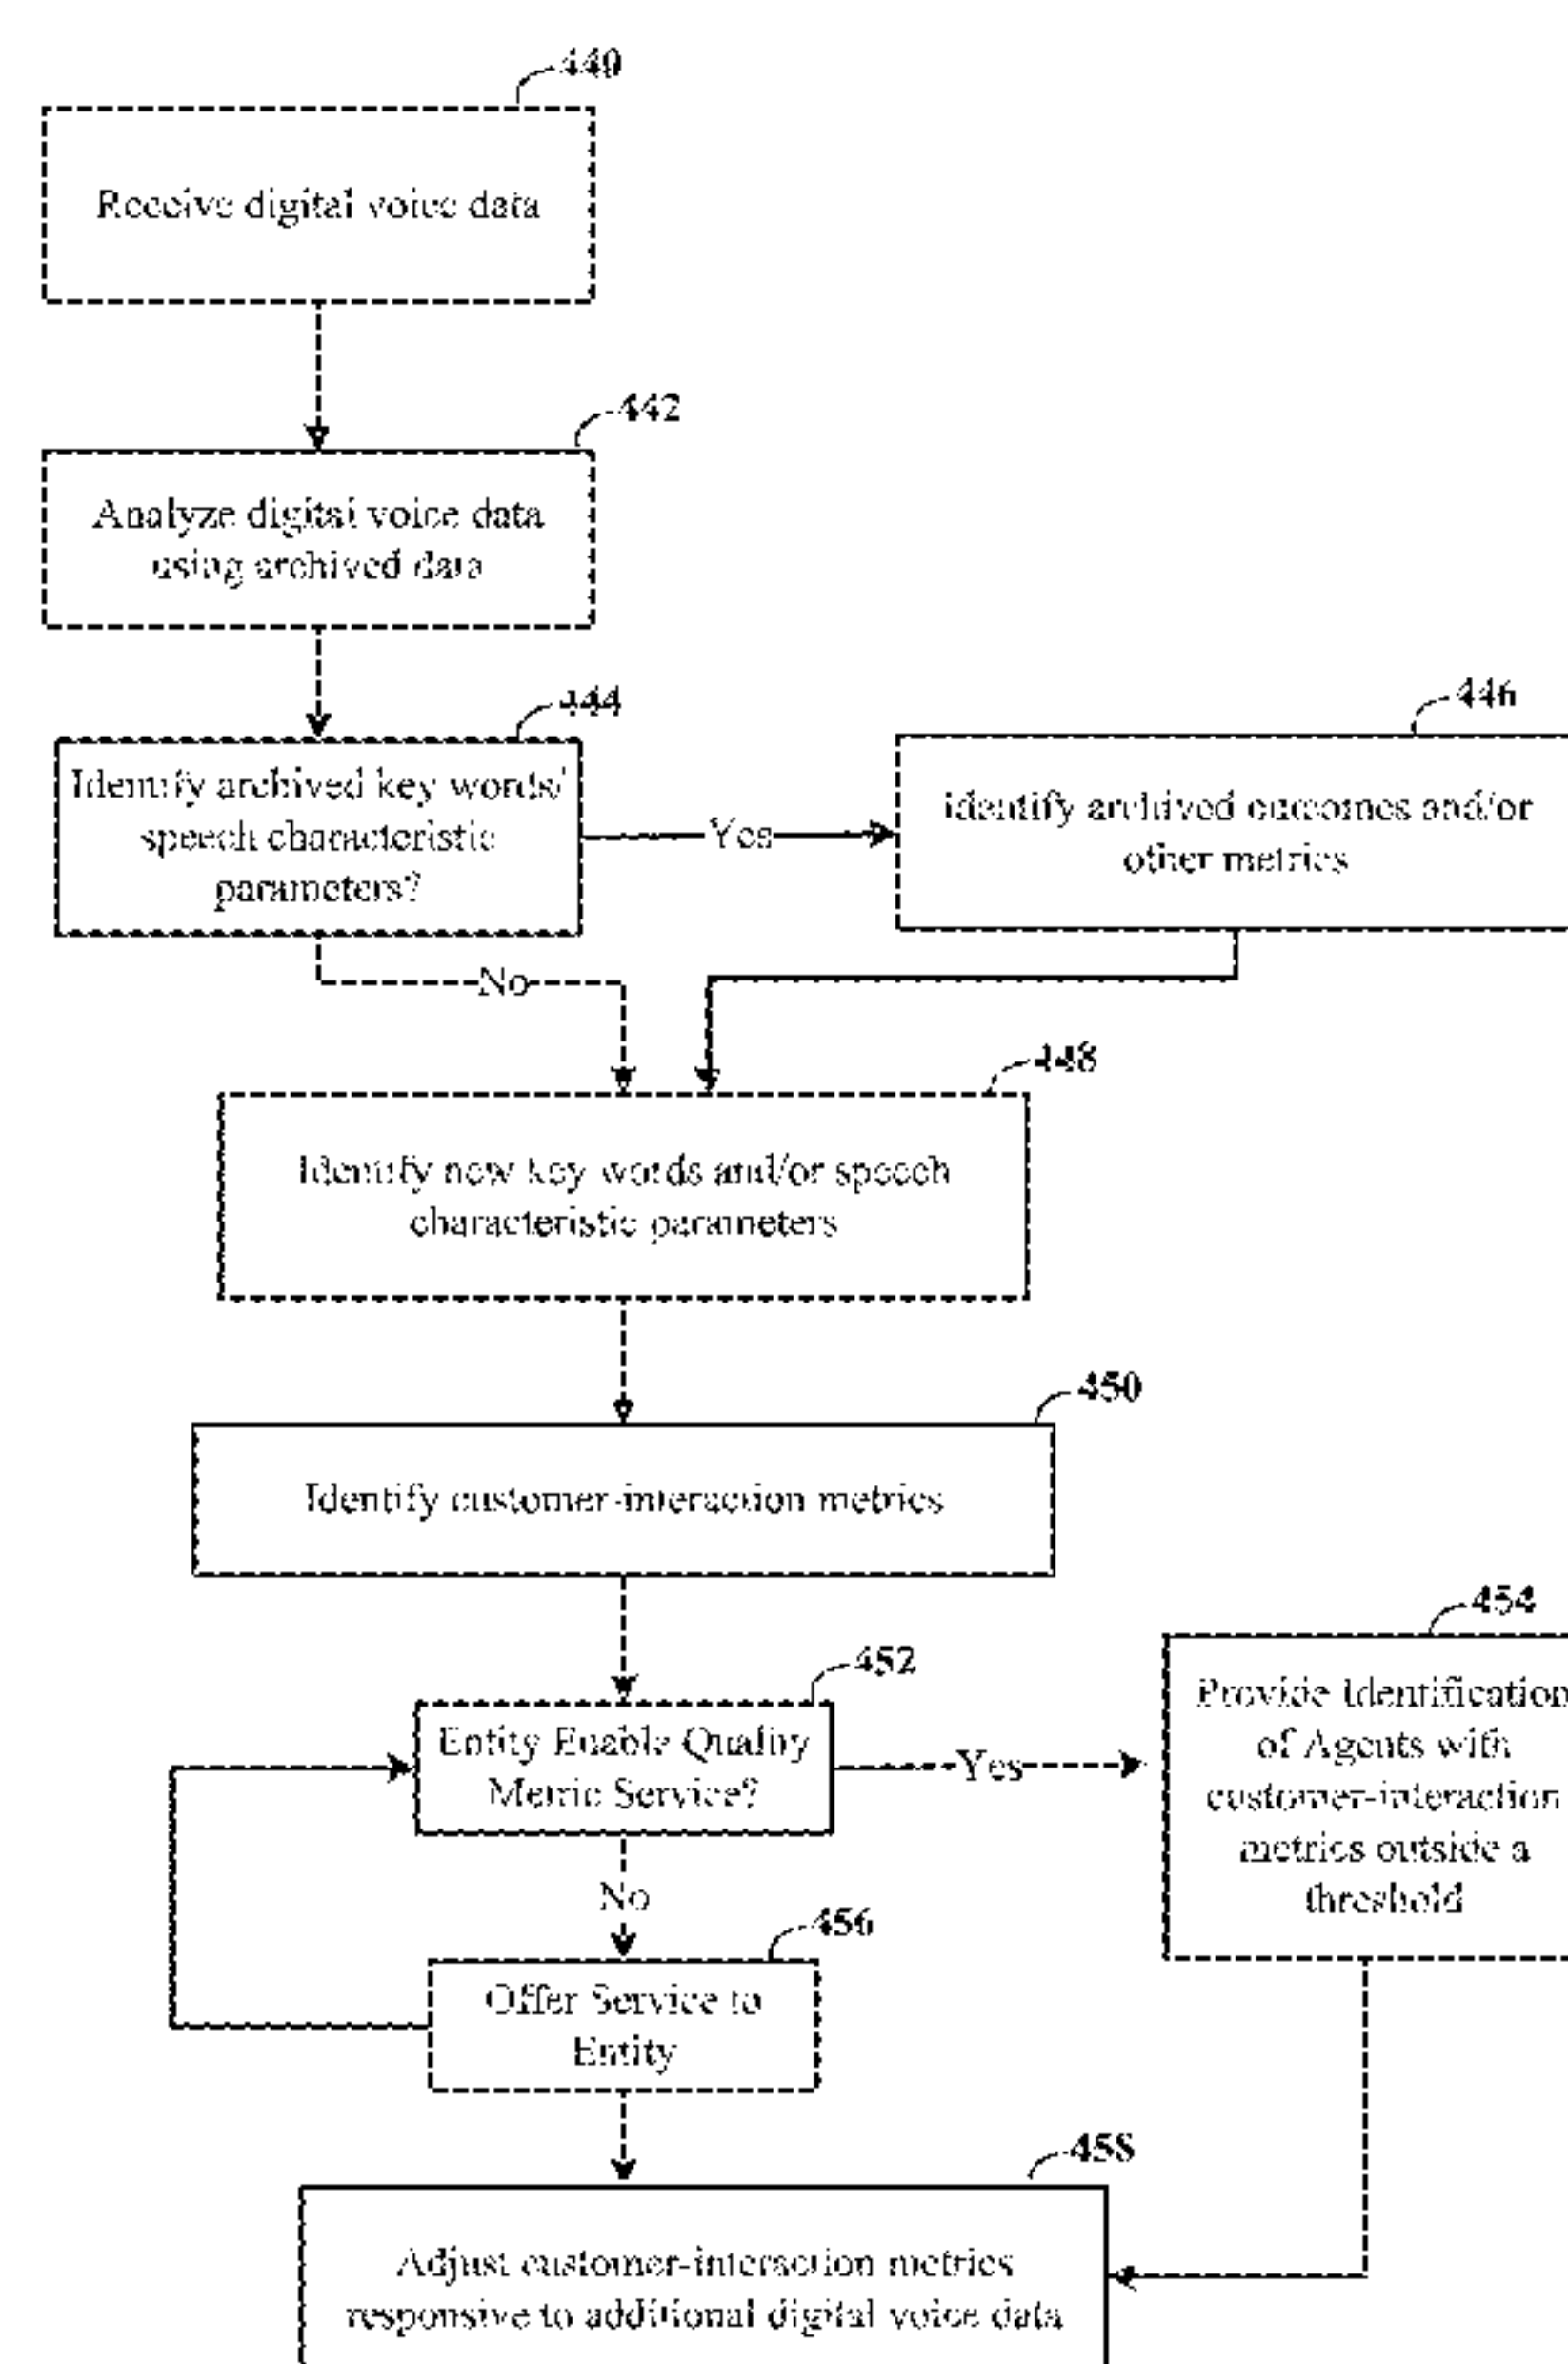 440
Receive digital voice data
442
Analyze digital voice data
using archived data
444
Identify archived key words/
speech characteristic
parameters?
Yes
446
identify archived outcomes and/or
other metrics
No
448
Identify new key words and/or speech
characteristic parameters
450
Identify customer-interaction metrics
452
Entity Enable Quality
Metric Service?
Yes
454
Provide Identification
of Agents with
customer-interaction
metrics outside a
threshold
No
456
Offer Service to
Entity
458
Adjust customer-interaction metrics
responsive to additional digital voice data